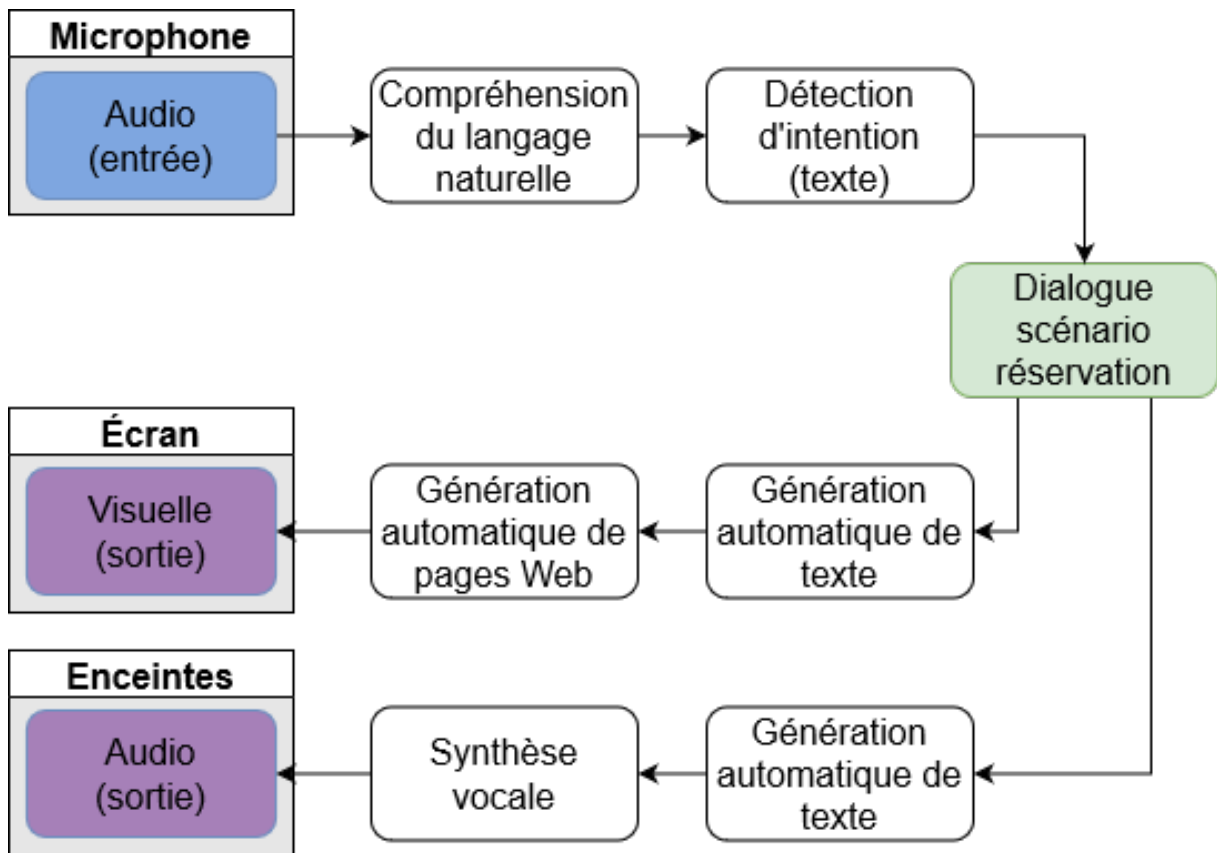 Microphone
Audio
(entrée)
Compréhension
du langage
naturelle
Détection
d'intention
(texte)
Dialogue
scénario
réservation
Écran
Visuelle
(sortie)
Génération
automatique de
pages Web
Génération
automatique de
texte
Enceintes
Audio
(sortie)
Synthèse
vocale
Génération
automatique de
texte